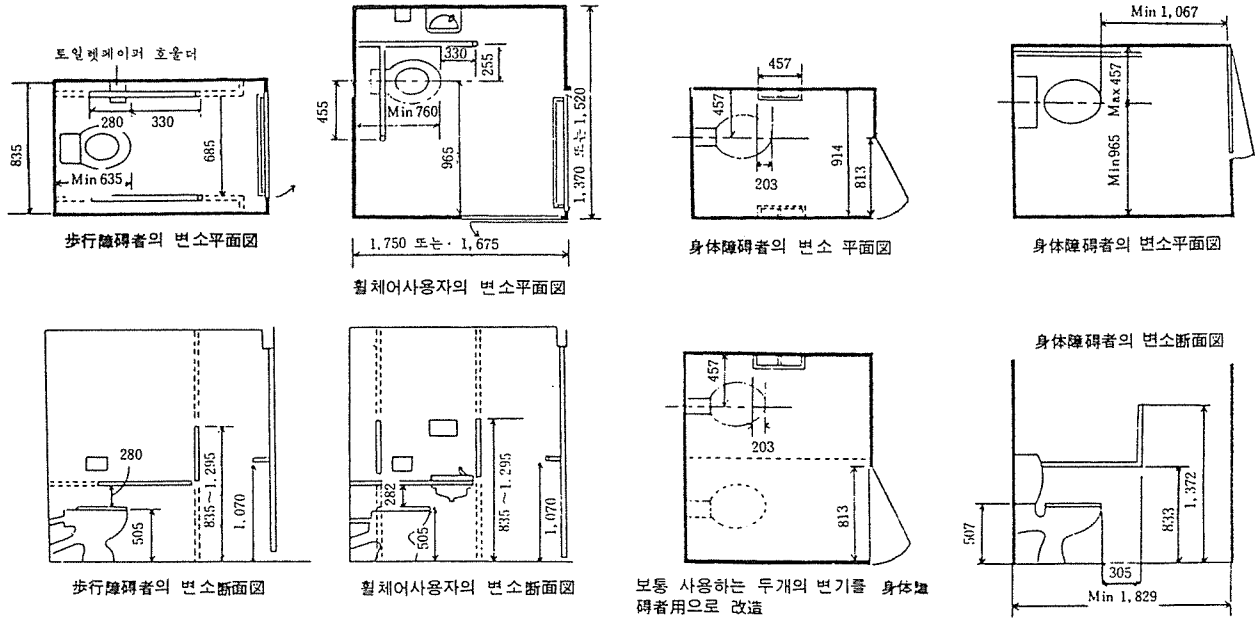 토일렛페이퍼 호울더
280
330
835
685
Min 635
歩行障碍者의 변소平面図
330
255
455
Min 760
965
1,370 또는 1,520
1,750 또는· 1,675
휠체어사용자의 변소平面図
457
457
203
914
813
身体障碍者의 변소 平面図
Min 1,067
Max 457
Min965
身体障碍者의 변소平面図
280
505
835~1.295
1,070
歩行障碍者의 변소断面図
282
505
835~1.295
1,070
휠체어사용자의 변소断面図
457
203
813
보통 사용하는 두개의 변기를 身体障
碍者用으로 改造
身体障碍者의 변소断面図
507
305
833
1,372
Min 1,829